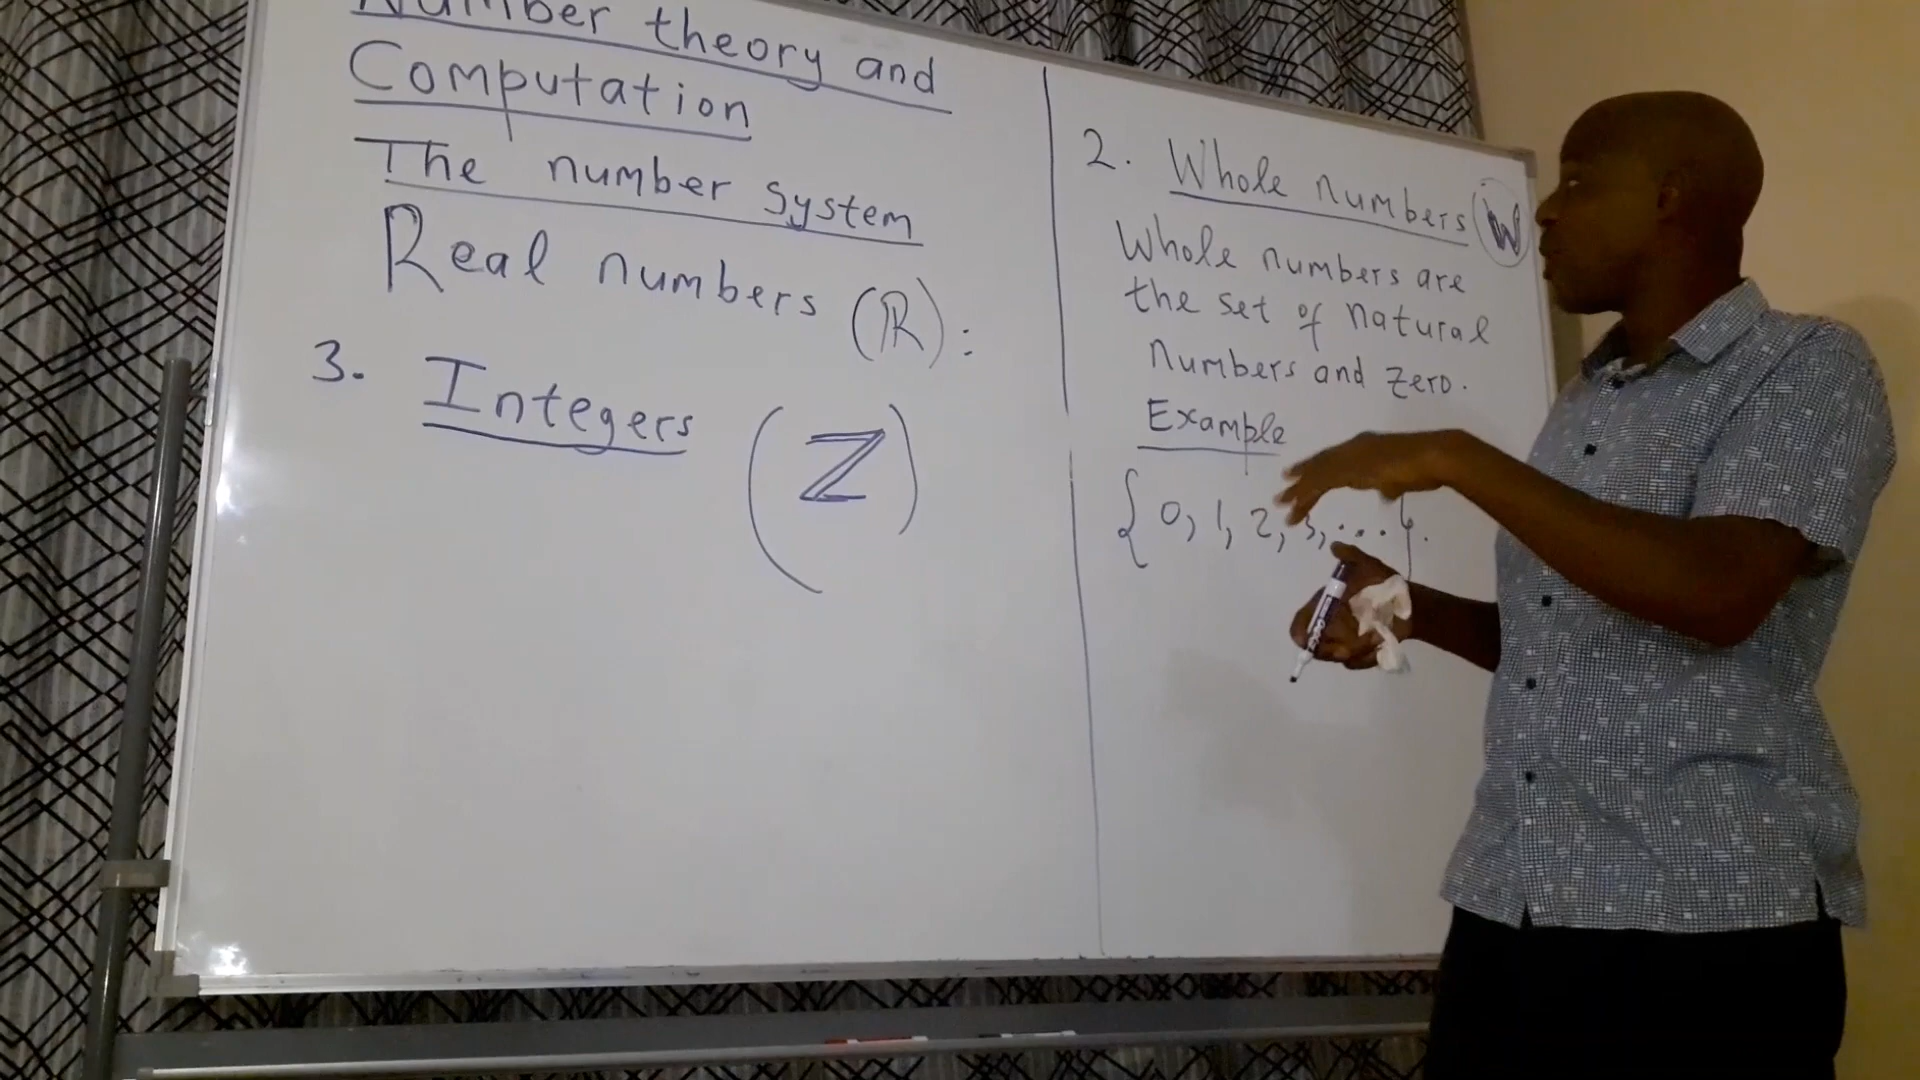 Number theory and
Computation
The number system
Real numbers (ℝ):
3. Integers (ℤ)
2. Whole numbers W
Whole numbers are
the set of natural
Numbers and zero.
Example
{0, 1, 2, 3, ...}.